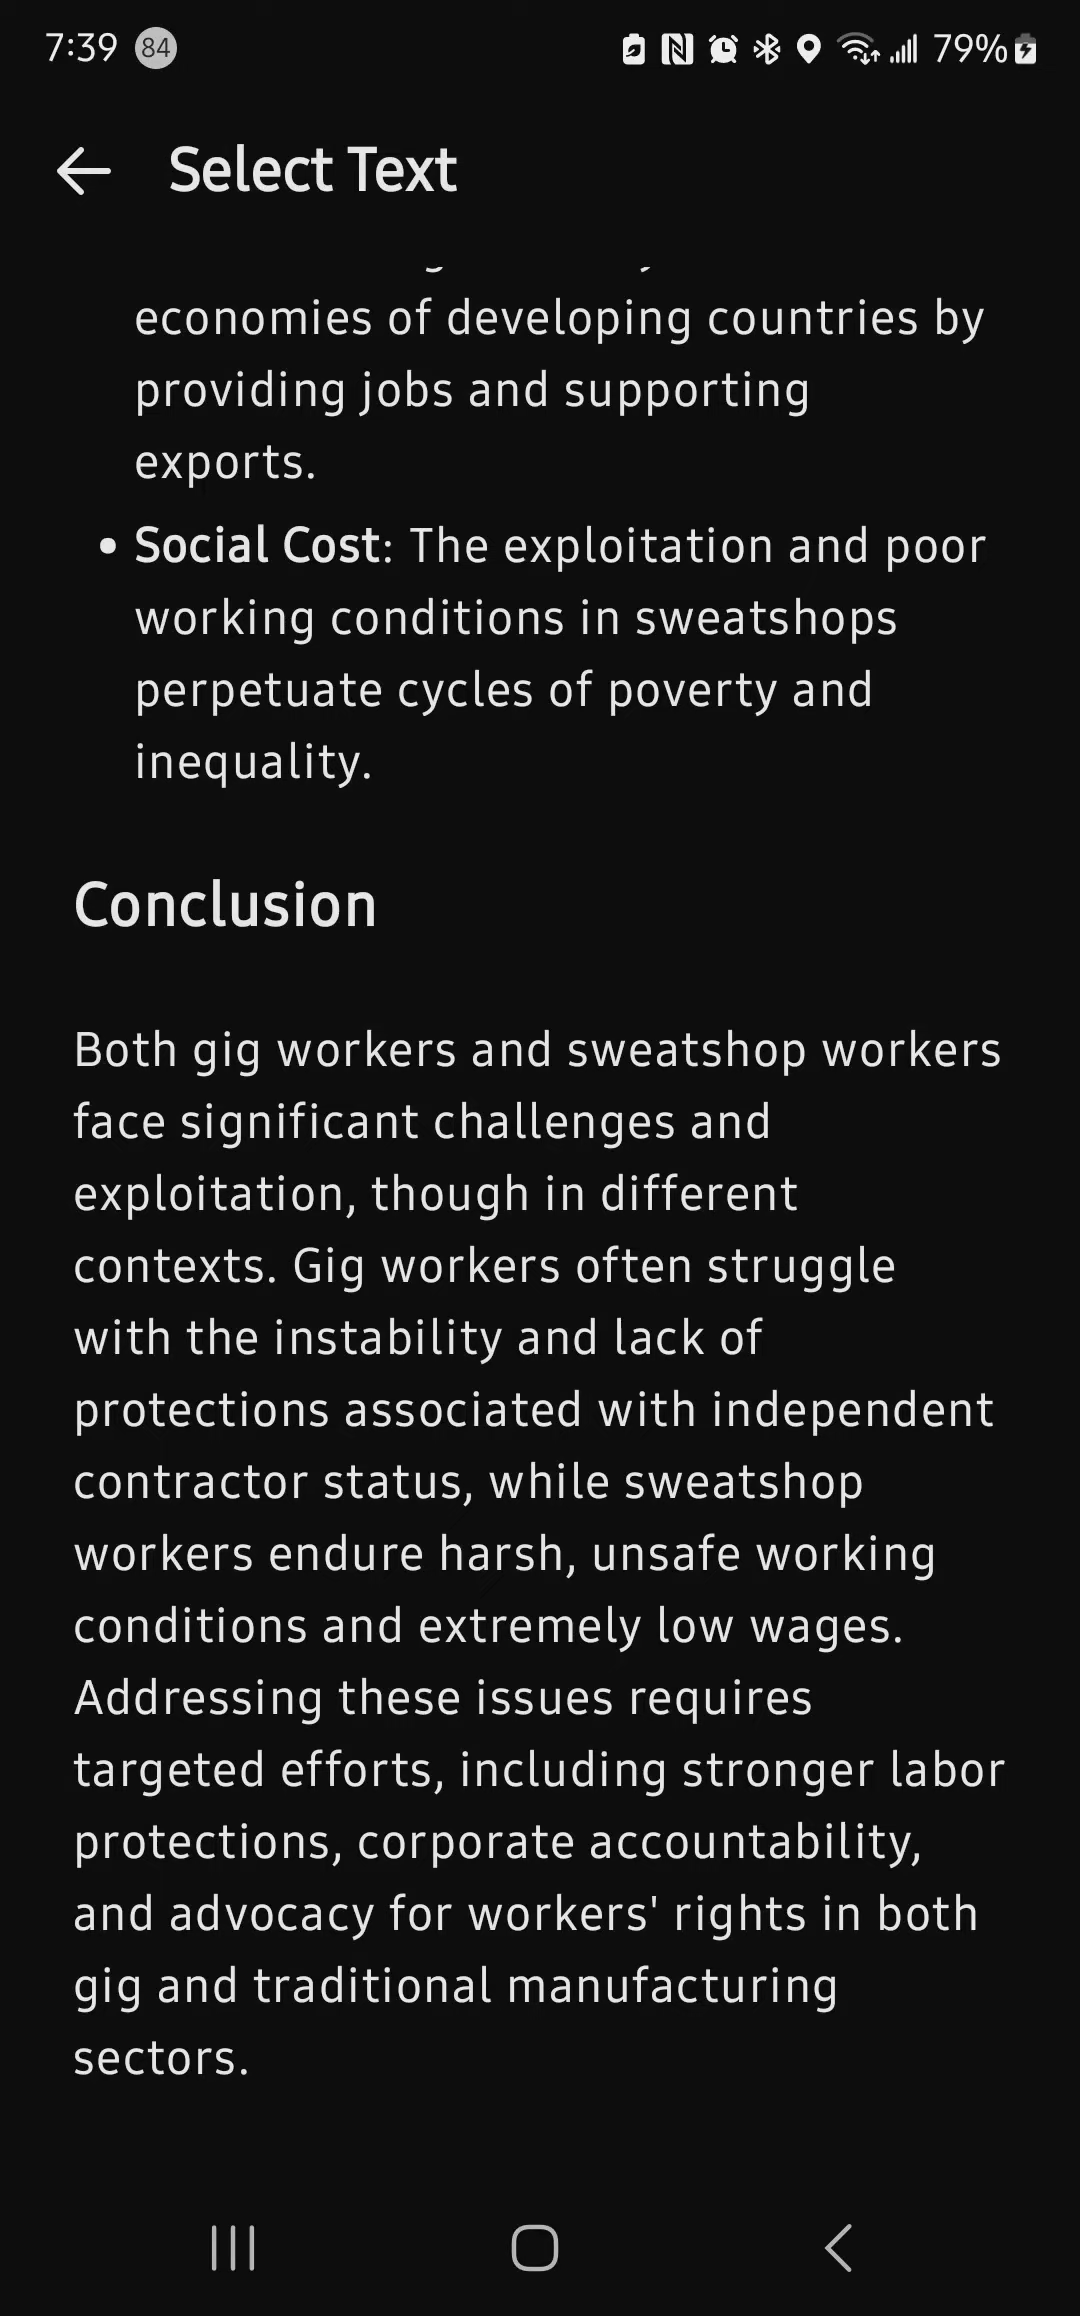 7:39 84 79%
Select Text
economies of developing countries by
providing jobs and supporting
exports.
• Social Cost: The exploitation and poor
working conditions in sweatshops
perpetuate cycles of poverty and
inequality.
Conclusion
Both gig workers and sweatshop workers
face significant challenges and
exploitation, though in different
contexts. Gig workers often struggle
with the instability and lack of
protections associated with independent
contractor status, while sweatshop
workers endure harsh, unsafe working
conditions and extremely low wages.
Addressing these issues requires
targeted efforts, including stronger labor
protections, corporate accountability,
and advocacy for workers' rights in both
gig and traditional manufacturing
sectors.